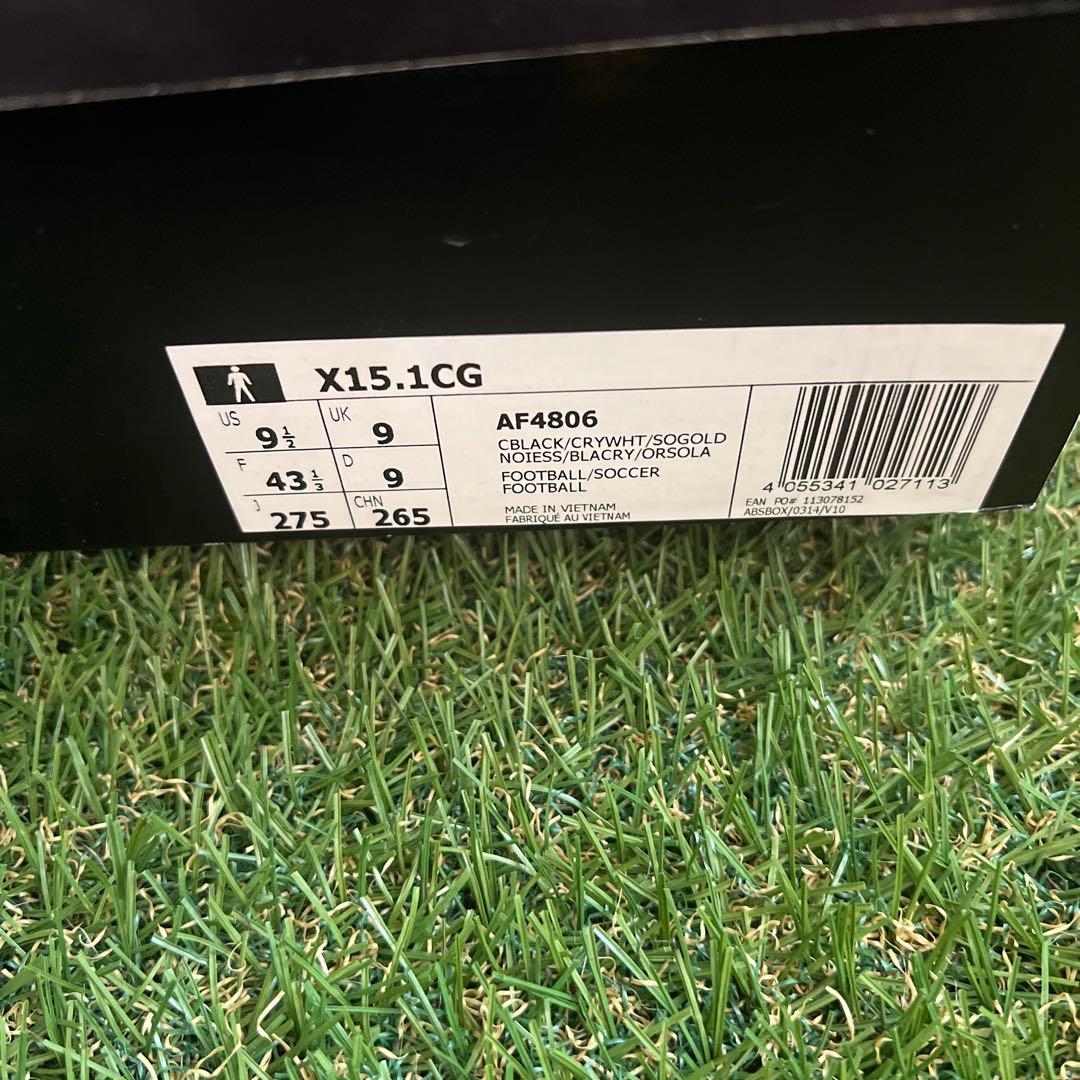 X15.1CG
US 9½ UK 9
F 43⅓ D 9
J 275 CHN 265
AF4806
CBLACK/CRYWHT/SOGOLD
NOIESS/BLACRY/ORSOLA
FOOTBALL/SOCCER
FOOTBALL
MADE IN VIETNAM
FABRIQUÉ AU VIETNAM
4 055341 027113
EAN PO# 113078152
ABSBOX/0314/V10